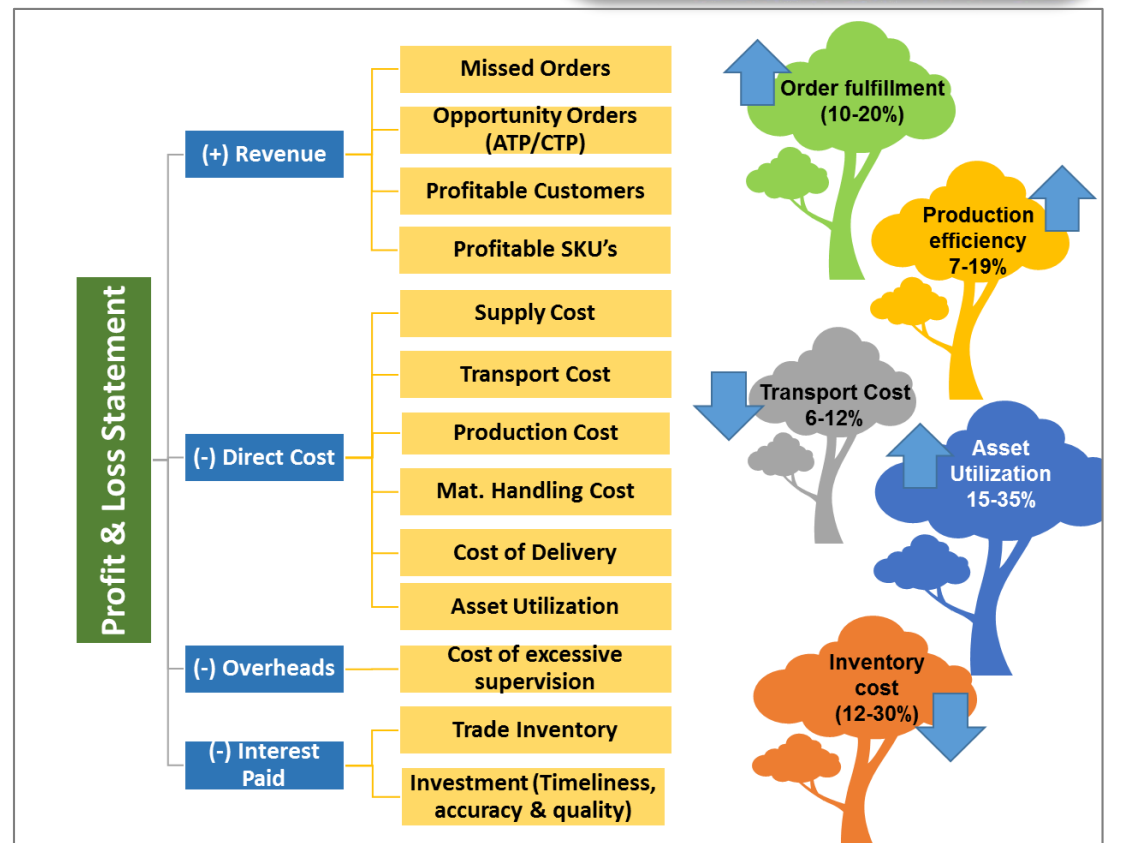 Profit & Loss Statement
(+) Revenue
Missed Orders
Opportunity Orders
(ATP/CTP)
Profitable Customers
Profitable SKU’s
(-) Direct Cost
Supply Cost
Transport Cost
Production Cost
Mat. Handling Cost
Cost of Delivery
Asset Utilization
(-) Overheads
Cost of excessive
supervision
(-) Interest
Paid
Trade Inventory
Investment (Timeliness,
accuracy & quality)
Order fulfillment
(10-20%)
Production
efficiency
7-19%
Transport Cost
6-12%
Asset
Utilization
15-35%
Inventory
cost
(12-30%)